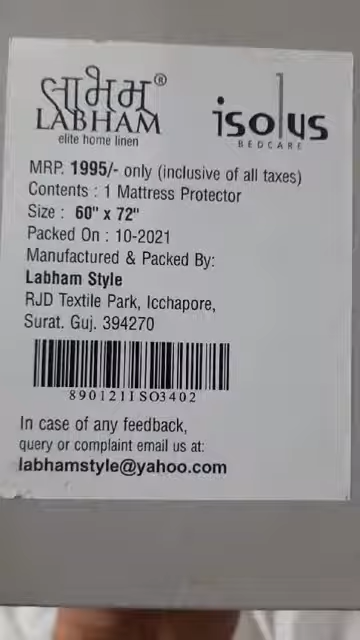 लाभम®
LABHAM
elite home linen
isolus
BEDCARE
MRP. 1995/- only (inclusive of all taxes)
Contents : 1 Mattress Protector
Size : 60" x 72"
Packed On : 10-2021
Manufactured & Packed By:
Labham Style
RJD Textile Park, Icchapore,
Surat. Guj. 394270
8901211SO3402
In case of any feedback,
query or complaint email us at:
labhamstyle@yahoo.com